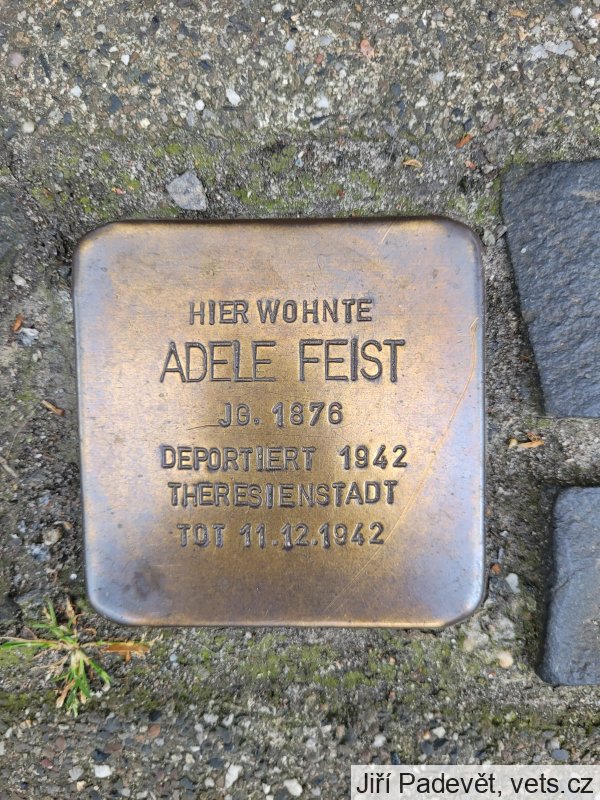 HIER WOHNTE
ADELE FEIST
JG. 1876
DEPORTIERT 1942
THERESIENSTADT
TOT 11.12.1942
Jiří Padevět, vets.cz